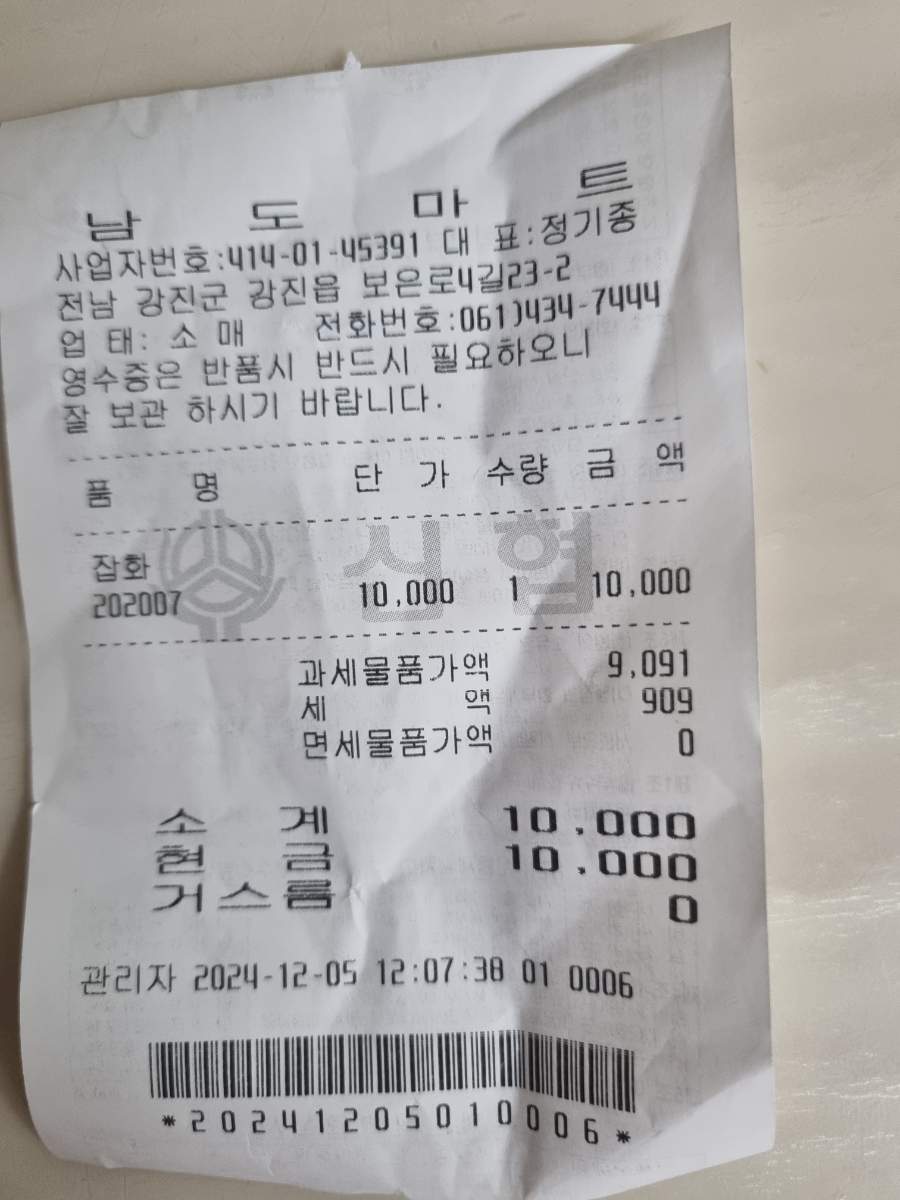 남 도 마 트
사업자번호:414-01-45391 대 표:정기종
전남 강진군 강진읍 보은로4길23-2
업 태: 소 매 전화번호:061)434-7444
영수증은 반품시 반드시 필요하오니
잘 보관 하시기 바랍니다.
품 명 단 가 수량 금 액
신협
잡화
202007 10,000 1 10,000
과세물품가액 9,091
세 액 909
면세물품가액 0
소 계 10,000
현 금 10,000
거스름 0
관리자 2024-12-05 12:07:38 01 0006
*20241205010006*